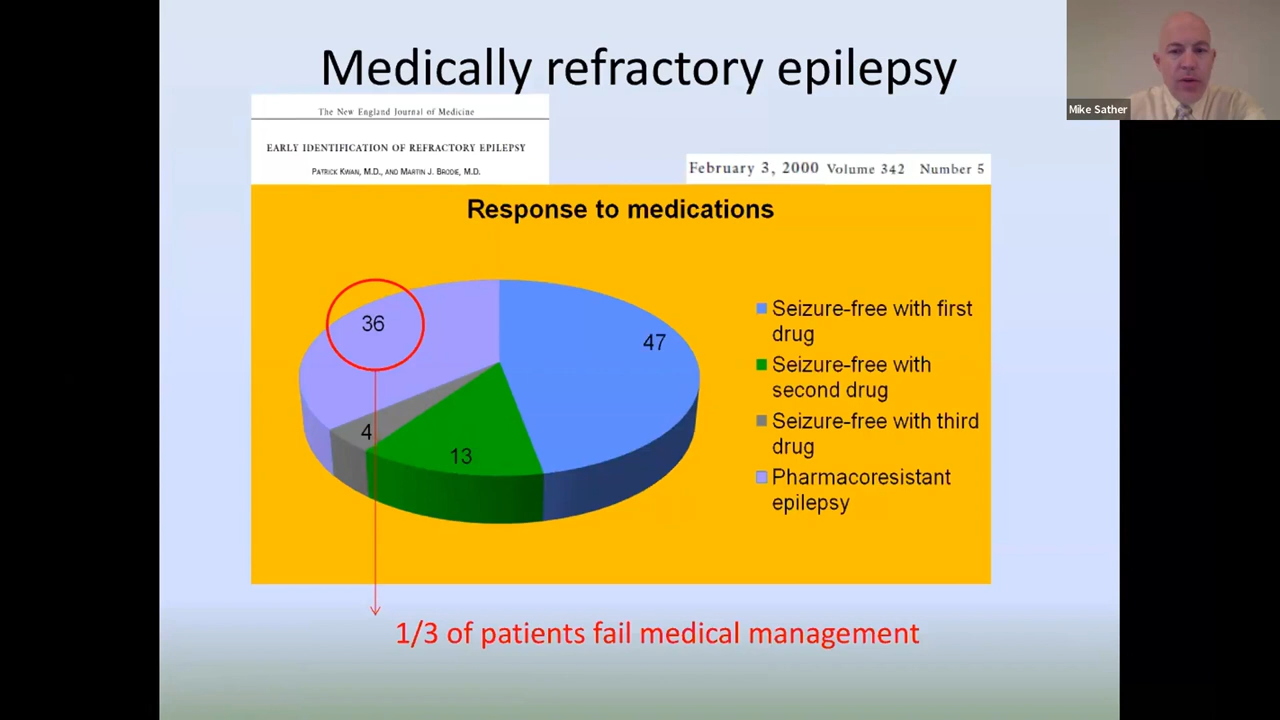 Medically refractory epilepsy
Mike Sather
The New England Journal of Medicine
EARLY IDENTIFICATION OF REFRACTORY EPILEPSY
PATRICK KWAN, M.D., AND MARTIN J. BRODIE, M.D.
February 3, 2000 Volume 342 Number 5
Response to medications
36
47
4
13
Seizure-free with first
drug
Seizure-free with
second drug
Seizure-free with third
drug
Pharmacoresistant
epilepsy
1/3 of patients fail medical management